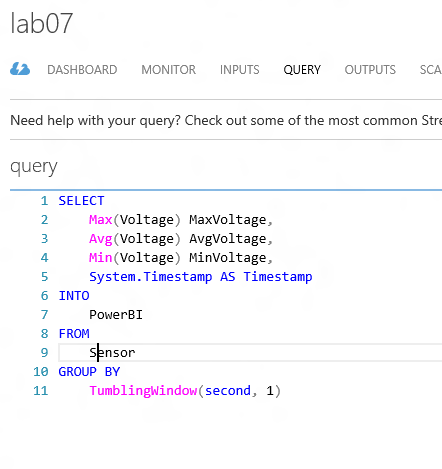 lab07
DASHBOARD MONITOR INPUTS QUERY OUTPUTS SCA
Need help with your query? Check out some of the most common Stre
query
1 SELECT
2 Max(Voltage) MaxVoltage,
3 Avg(Voltage) AvgVoltage,
4 Min(Voltage) MinVoltage,
5 System.Timestamp AS Timestamp
6 INTO
7 PowerBI
8 FROM
9 Sensor
10 GROUP BY
11 TumblingWindow(second, 1)